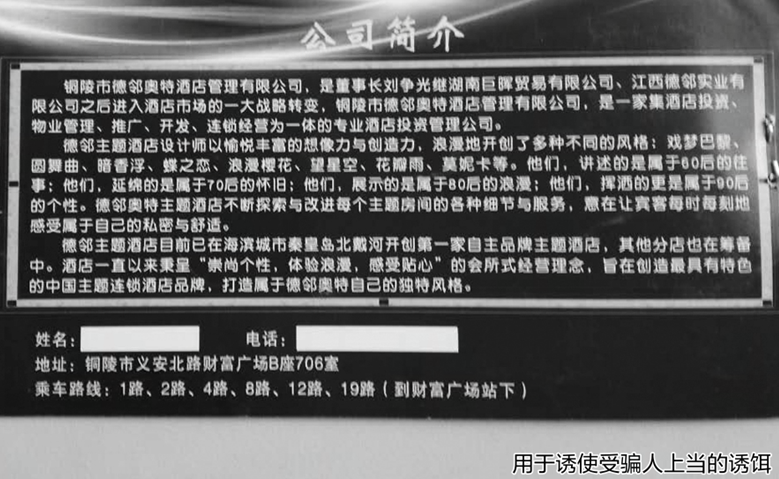 公司简介
铜陵市德邻奥特酒店管理有限公司，是董事长刘争光继湖南巨晖贸易有限公司、江西德邻实业有
限公司之后进入酒店市场的一大战略转变，铜陵市德邻奥特酒店管理有限公司，是一家集酒店投资、
物业管理、推广、开发、连锁经营为一体的专业酒店投资管理公司。
德邻主题酒店设计师以愉悦丰富的想像力与创造力，浪漫地开创了多种不同的风格：戏梦巴黎、
圆舞曲、暗香浮、蝶之恋、浪漫樱花、望星空、花瓣雨、莫妮卡等。他们，讲述的是属于60后的往
事；他们，延绵的是属于70后的怀旧；他们，展示的是属于80后的浪漫；他们，挥洒的更是属于90后
的个性。德邻奥特主题酒店不断探索与改进每个主题房间的各种细节与服务，意在让宾客每时每刻地
感受属于自己的私密与舒适。
德邻主题酒店目前已在海滨城市秦皇岛北戴河开创第一家自主品牌主题酒店，其他分店也在筹备
中。酒店一直以来秉呈“崇尚个性，体验浪漫，感受贴心”的会所式经营理念，旨在创造最具有特色
的中国主题连锁酒店品牌，打造属于德邻奥特自己的独特风格。
姓名： 电话：
地址：铜陵市义安北路财富广场B座706室
乘车路线：1路、2路、4路、8路、12路、19路（到财富广场站下）
用于诱使受骗人上当的诱饵